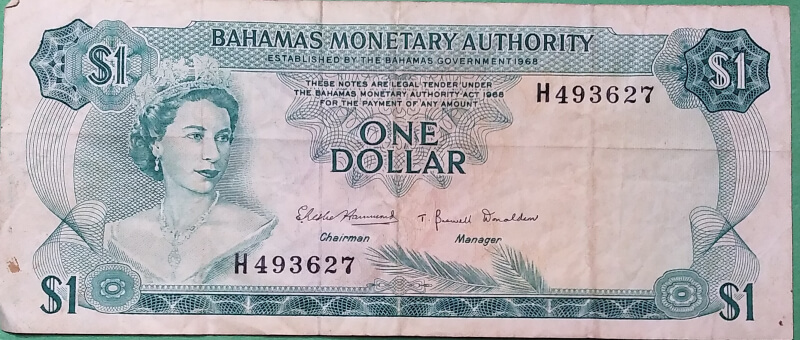 BAHAMAS MONETARY AUTHORITY
ESTABLISHED BY THE BAHAMAS GOVERNMENT 1968
$1
$1
THESE NOTES ARE LEGAL TENDER UNDER
THE BAHAMAS MONETARY AUTHORITY ACT 1968
FOR THE PAYMENT OF ANY AMOUNT
H493627
ONE
DOLLAR
T. Donaldson
Chairman Manager
H493627
$1
$1